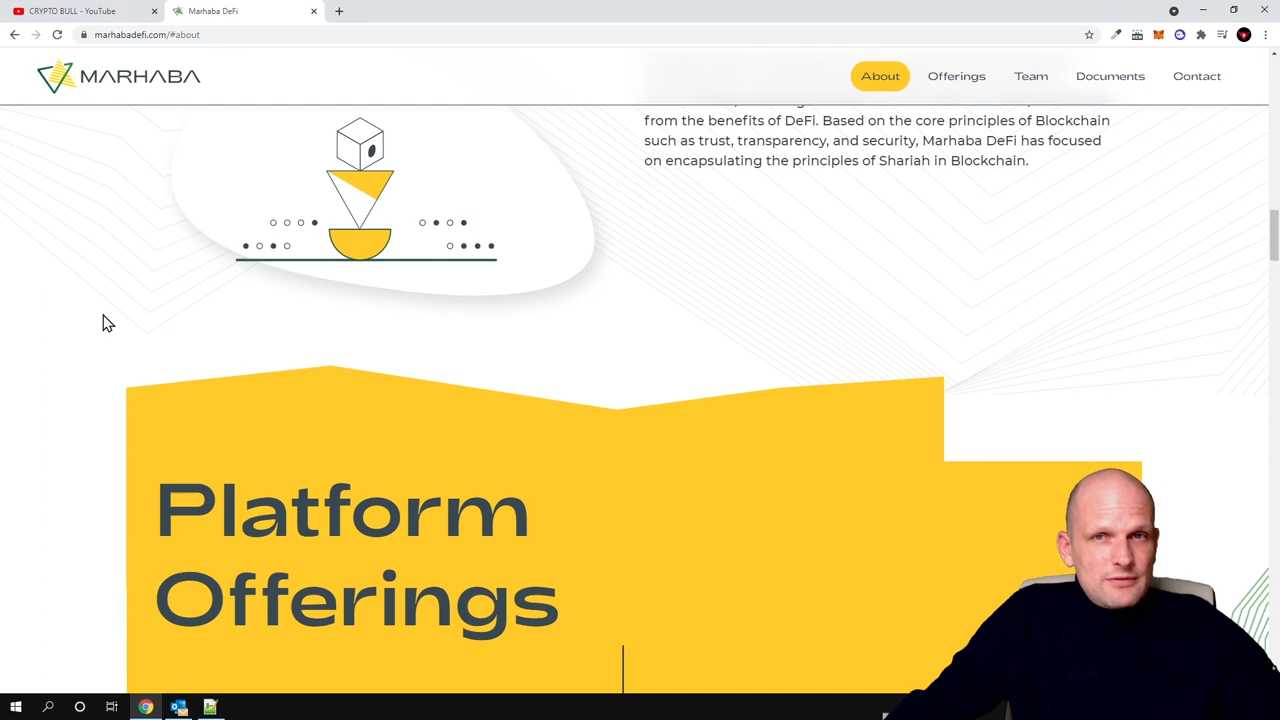 CRYPTO BULL - YouTube
Marhaba DeFi
marhabadefi.com/#about
MARHABA
About
Offerings
Team
Documents
Contact
from the benefits of DeFi. Based on the core principles of Blockchain
such as trust, transparency, and security, Marhaba DeFi has focused
on encapsulating the principles of Shariah in Blockchain.
Platform
Offerings